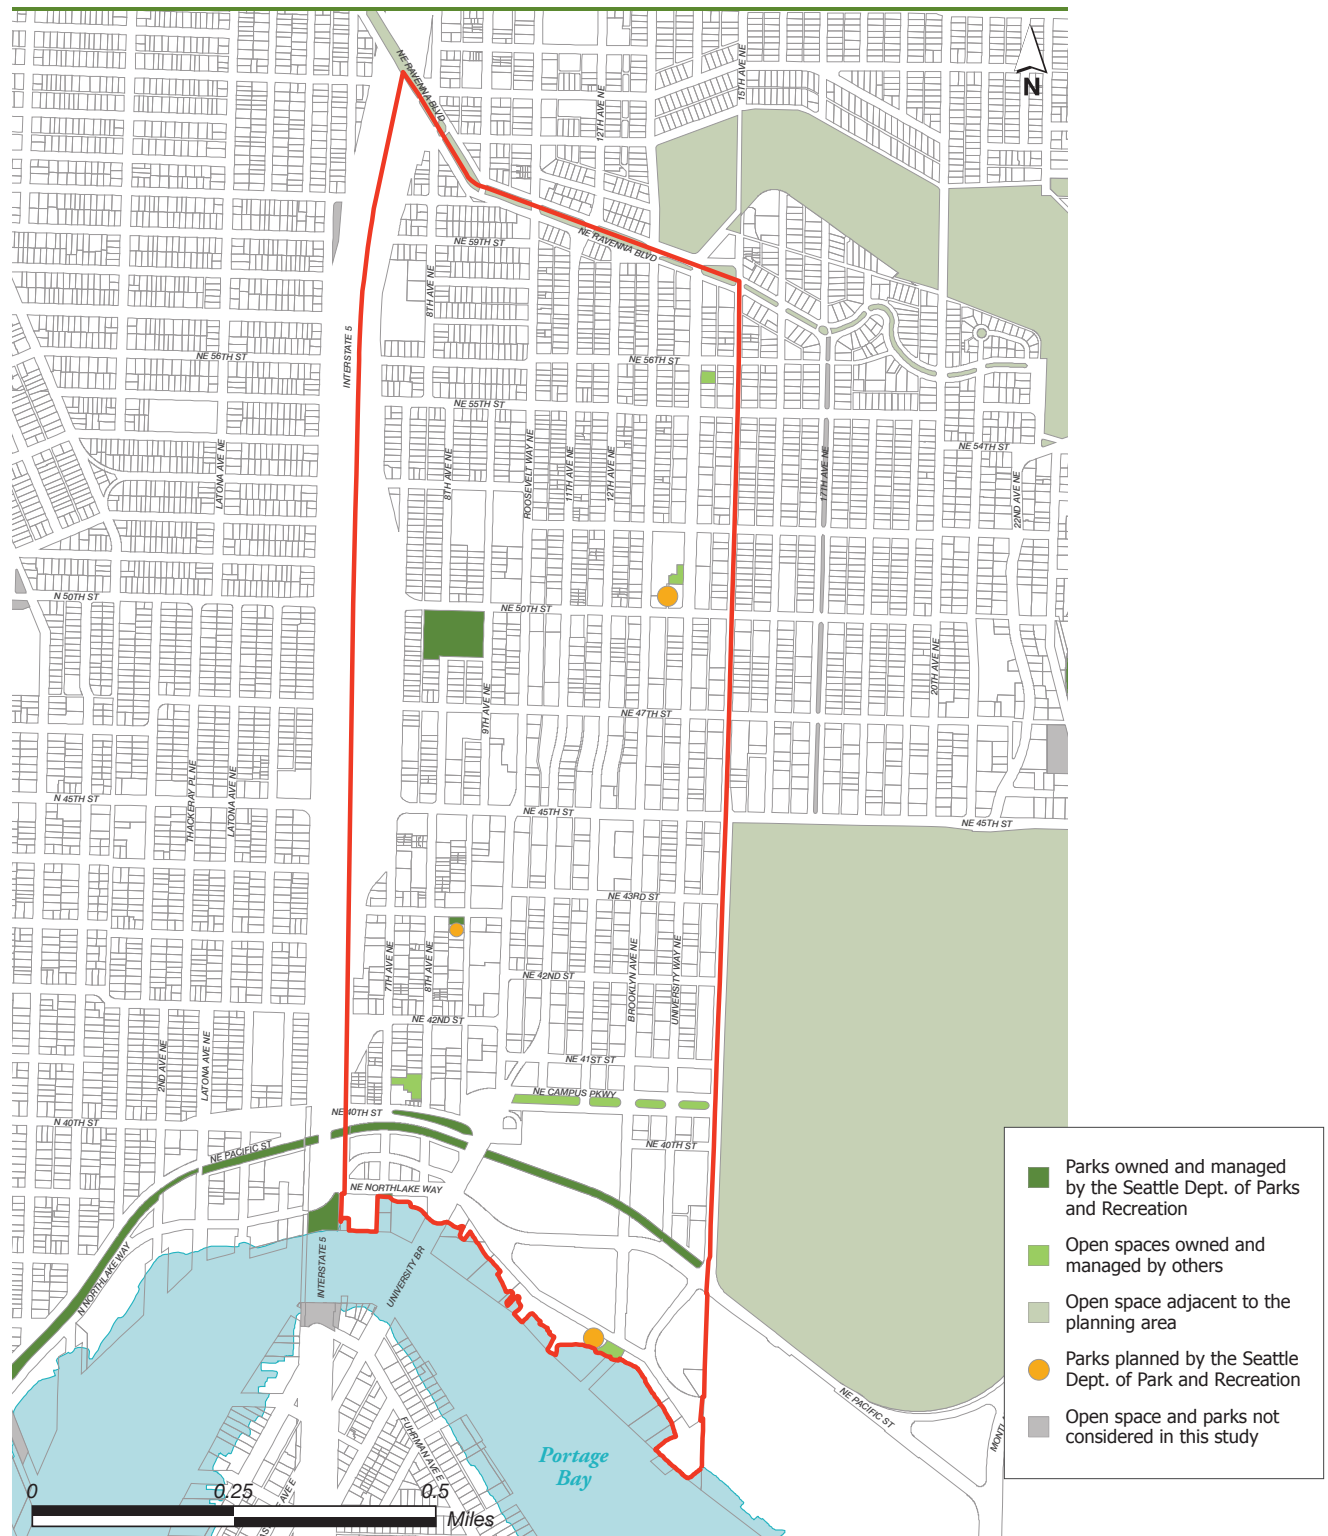 NE RAVENNA BLVD
15TH AVE NE
12TH AVE NE
N
NE RAVENNA BLVD
NE 59TH ST
8TH AVE NE
INTERSTATE 5
NE 56TH ST
NE 56TH ST
NE 55TH ST
NE 54TH ST
LATONA AVE NE
8TH AVE NE
ROOSEVELT WAY NE
11TH AVE NE
12TH AVE NE
17TH AVE NE
22ND AVE NE
N 50TH ST
NE 50TH ST
20TH AVE NE
9TH AVE NE
NE 47TH ST
THACKERAY PL NE
LATONA AVE NE
N 45TH ST
NE 45TH ST
NE 45TH ST
NE 43RD ST
7TH AVE NE
8TH AVE NE
BROOKLYN AVE NE
UNIVERSITY WAY NE
NE 42ND ST
NE 42ND ST
2ND AVE NE
LATONA AVE NE
NE 41ST ST
NE CAMPUS PKWY
NE 40TH ST
N 40TH ST
NE 40TH ST
NE PACIFIC ST
NE NORTHLAKE WAY
N NORTHLAKE WAY
INTERSTATE 5
UNIVERSITY BR
Parks owned and managed
by the Seattle Dept. of Parks
and Recreation
Open spaces owned and
managed by others
Open space adjacent to the
planning area
Parks planned by the Seattle
Dept. of Park and Recreation
Open space and parks not
considered in this study
NE PACIFIC ST
MONTL
FUHRMAN AVE E
AVE E
Portage
Bay
0 0.25 0.5
Miles